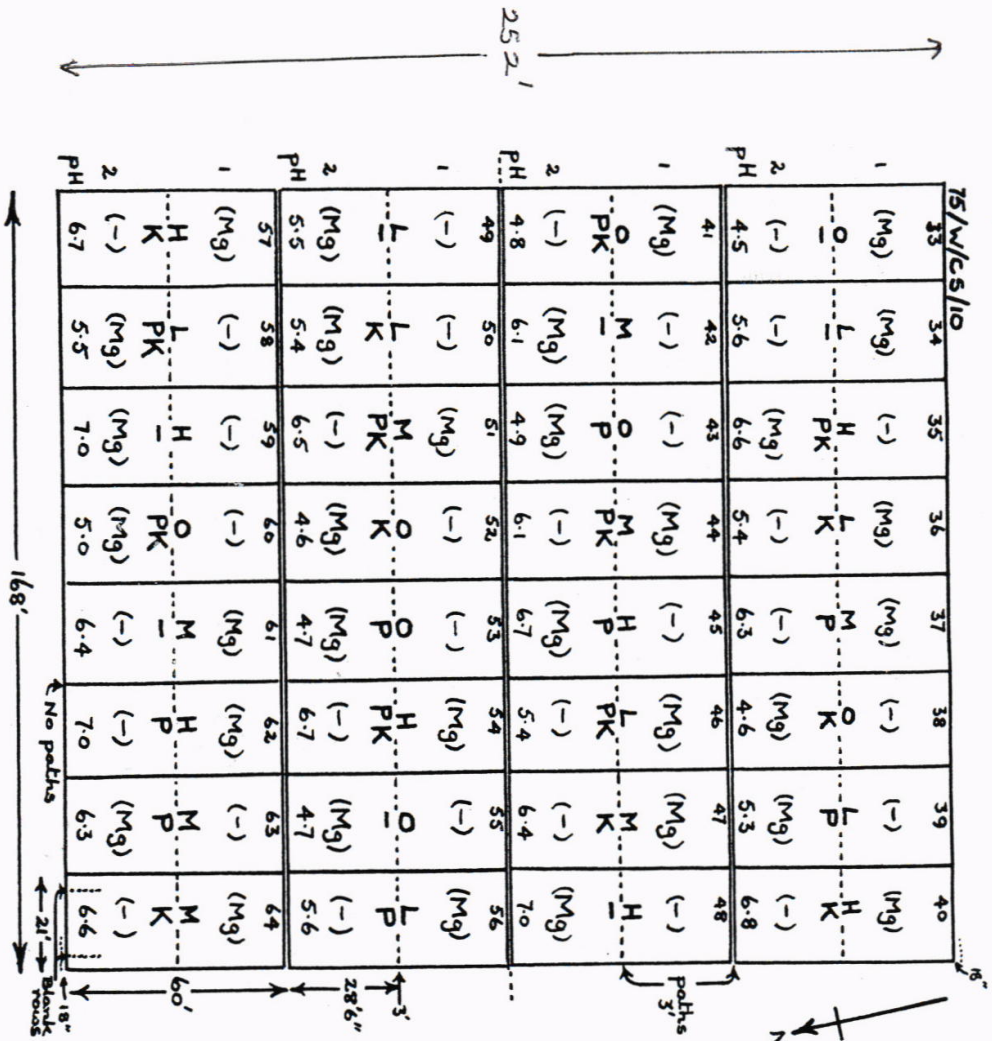 252'
75/W/CS/10
33 34 35 36 37 38 39 40
1 (Mg) (Mg) (-) (Mg) (Mg) (-) (-) (Mg)
O L H L M O L H
- - PK K P K P K
2 (-) (-) (Mg) (-) (-) (Mg) (Mg) (-)
pH 4.5 5.6 6.6 5.4 6.3 4.6 5.3 6.8
18"
41 42 43 44 45 46 47 48
1 (Mg) (-) (-) (Mg) (-) (Mg) (Mg) (-)
O M O M H L M H
PK - P PK P PK K -
2 (-) (Mg) (Mg) (-) (Mg) (-) (-) (Mg)
pH 4.8 6.1 4.9 6.1 6.7 5.4 6.4 7.0
paths
3'
N
49 50 51 52 53 54 55 56
1 (-) (-) (Mg) (-) (-) (Mg) (-) (Mg)
L L M O O H O L
- K PK K P PK - P
2 (Mg) (Mg) (-) (Mg) (Mg) (-) (Mg) (-)
pH 5.5 5.4 6.5 4.6 4.7 6.7 4.7 5.6
3'
28'6"
57 58 59 60 61 62 63 64
1 (Mg) (-) (-) (-) (Mg) (Mg) (-) (Mg)
H L H O M H M M
K PK - PK - P P K
2 (-) (Mg) (Mg) (Mg) (-) (-) (Mg) (-)
pH 6.7 5.5 7.0 5.0 6.4 7.0 6.3 6.6
60'
18"
No paths
21'
Blank
rows
168'